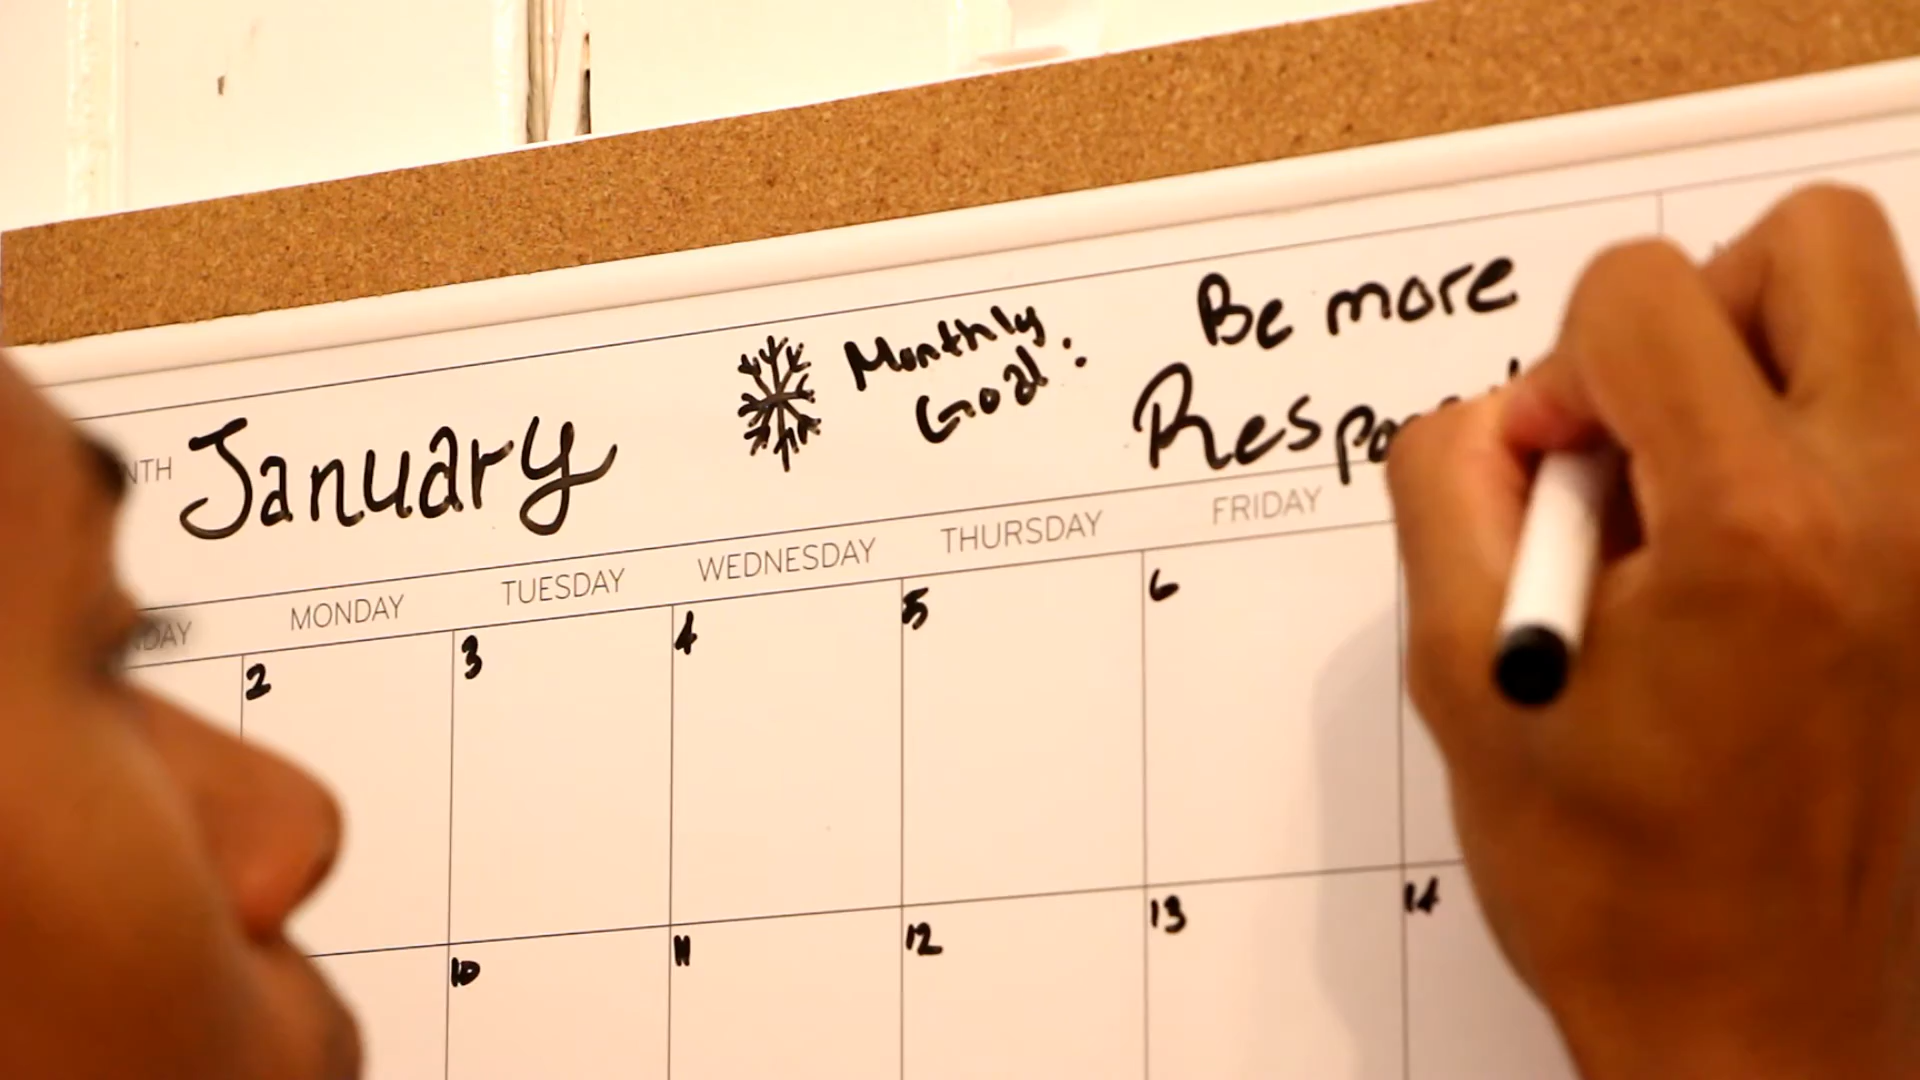 January
Monthly
Goal:
Be more
MONDAY TUESDAY WEDNESDAY THURSDAY FRIDAY
2 3 4 5 6
10 11 12 13 14